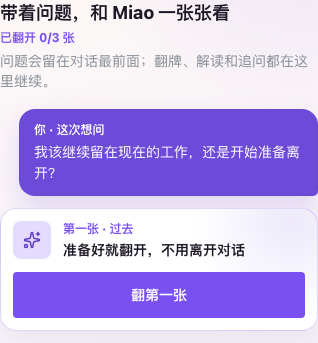 带着问题，和 Miao 一张张看
已翻开 0/3 张
问题会留在对话最前面；翻牌、解读和追问都在这
里继续。
你 · 这次想问
我该继续留在现在的工作，还是开始准备离
开？
第一张 · 过去
准备好就翻开，不用离开对话
翻第一张